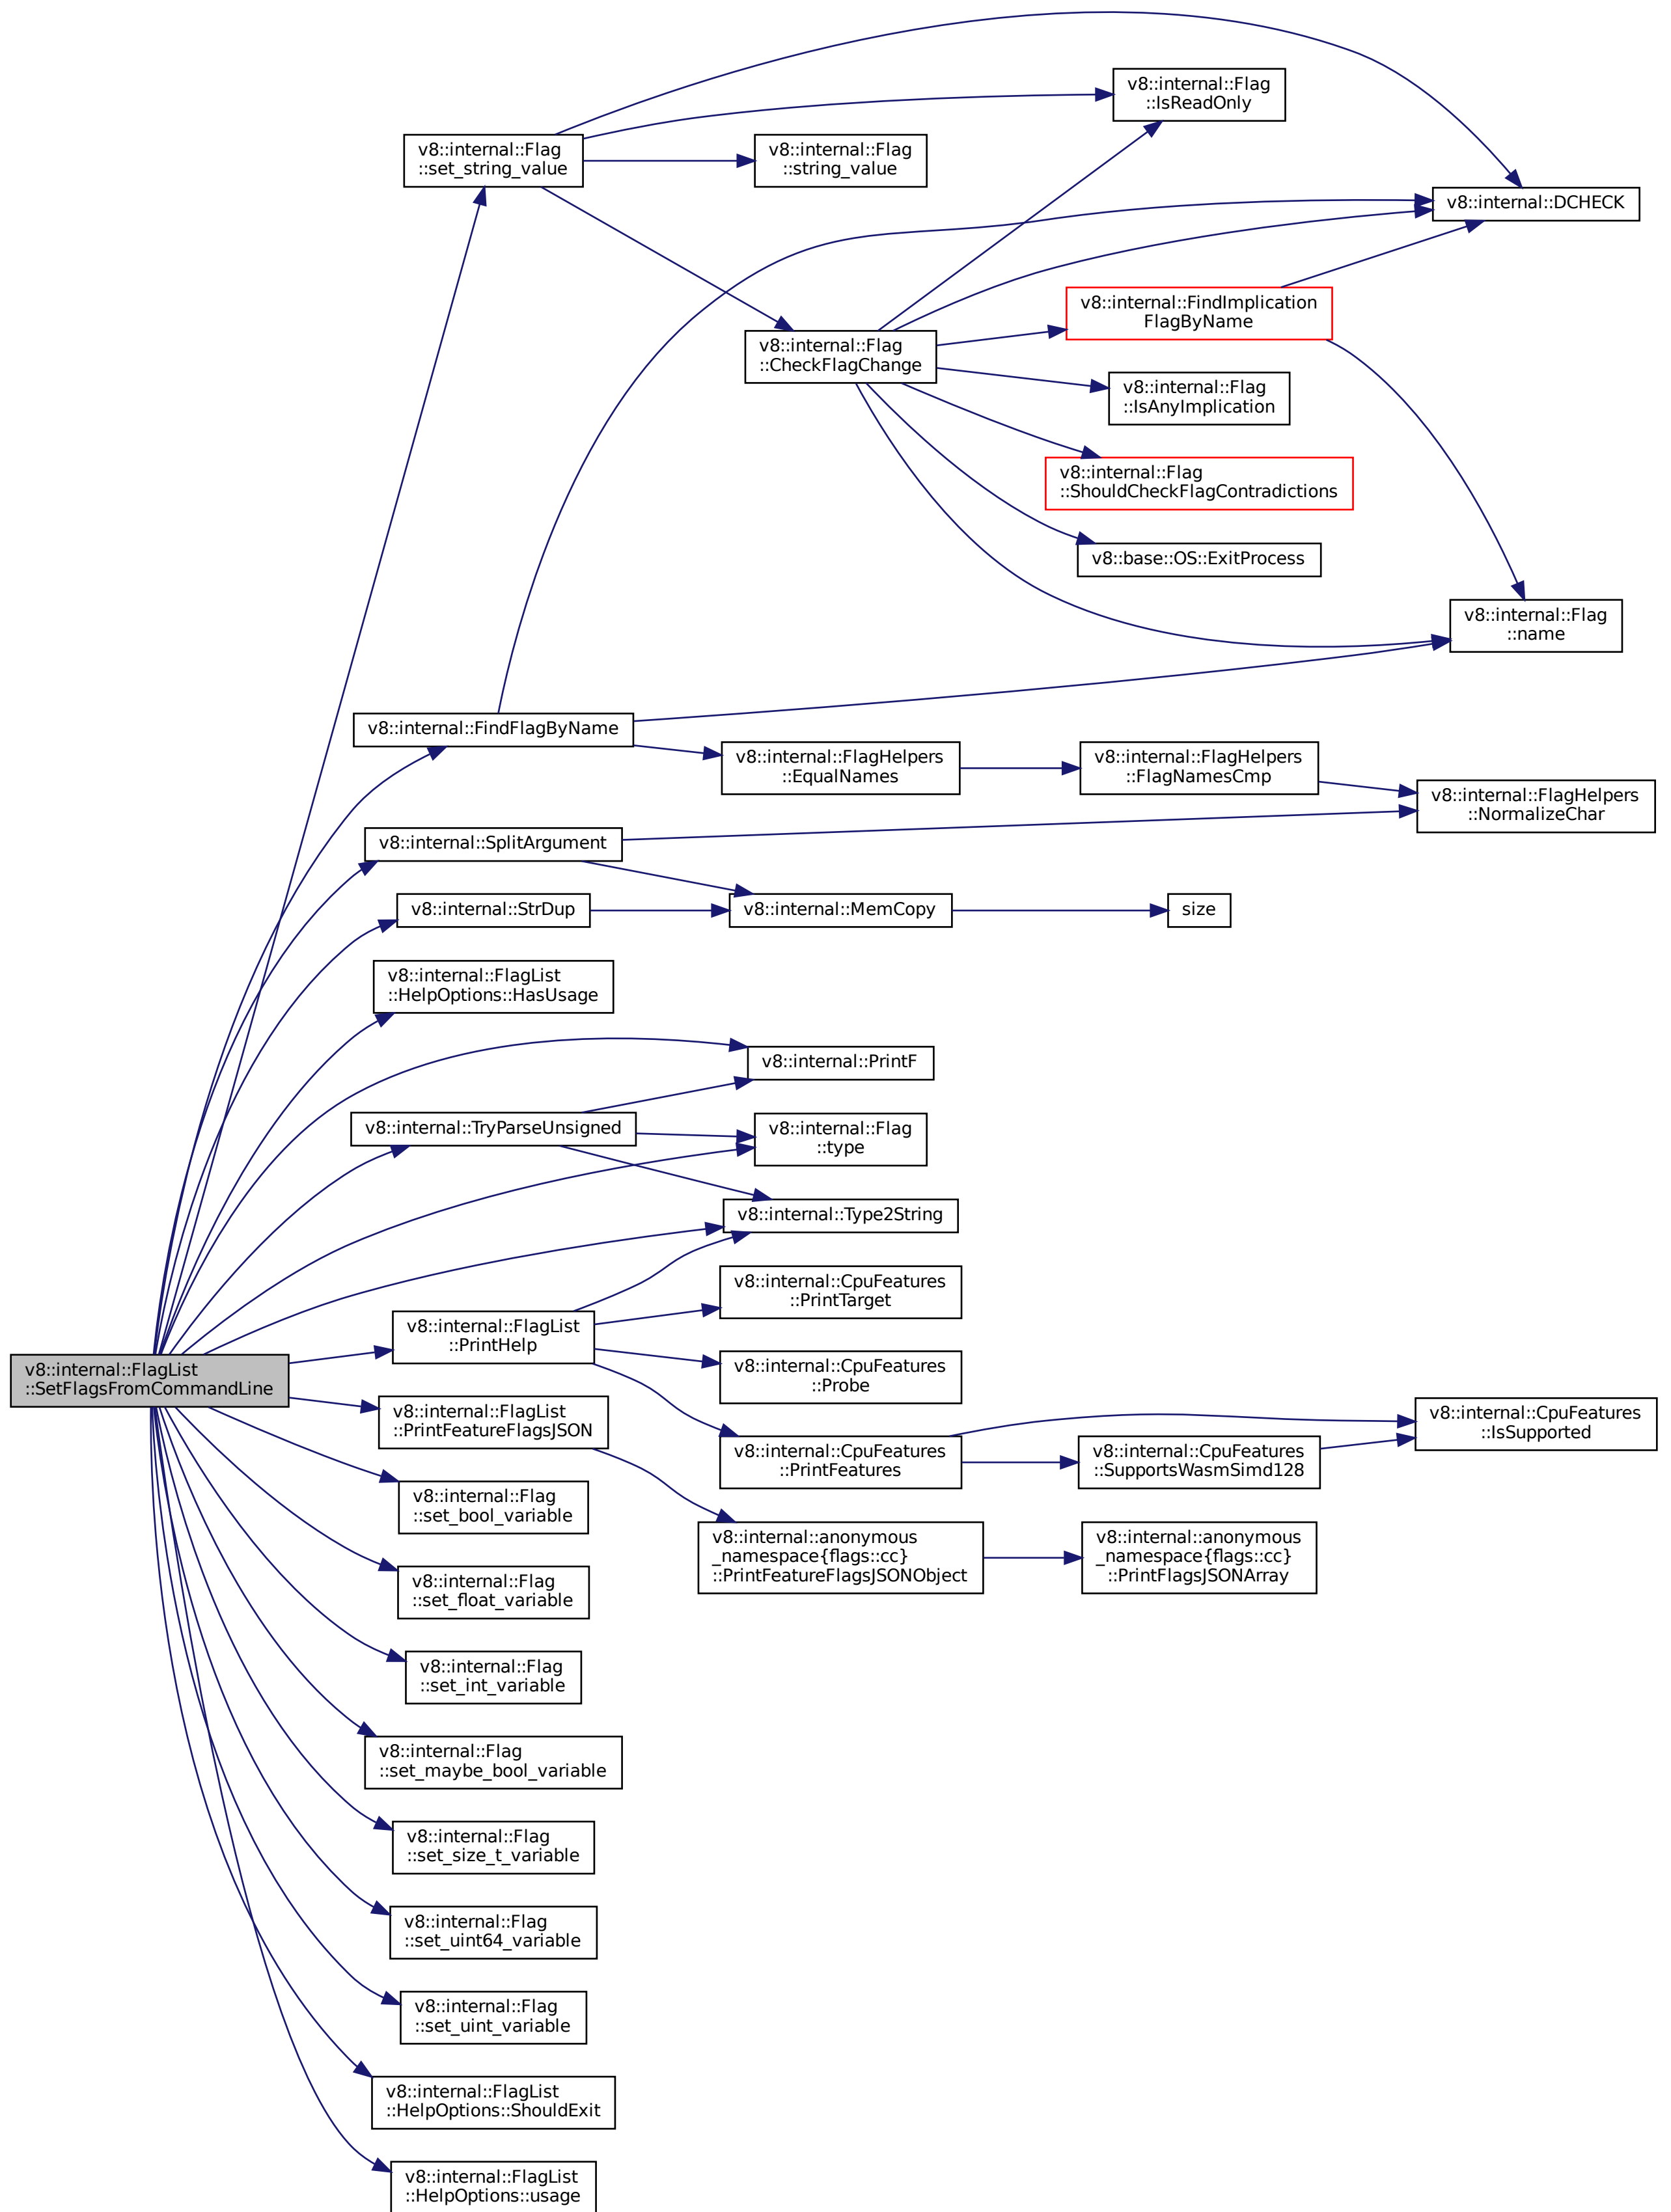 v8::internal::Flag
::IsReadOnly
v8::internal::Flag
::set_string_value
v8::internal::Flag
::string_value
v8::internal::DCHECK
v8::internal::FindImplication
FlagByName
v8::internal::Flag
::CheckFlagChange
v8::internal::Flag
::IsAnyImplication
v8::internal::Flag
::ShouldCheckFlagContradictions
v8::base::OS::ExitProcess
v8::internal::Flag
::name
v8::internal::FindFlagByName
v8::internal::FlagHelpers
::EqualNames
v8::internal::FlagHelpers
::FlagNamesCmp
v8::internal::FlagHelpers
::NormalizeChar
v8::internal::SplitArgument
v8::internal::StrDup
v8::internal::MemCopy
size
v8::internal::FlagList
::HelpOptions::HasUsage
v8::internal::PrintF
v8::internal::TryParseUnsigned
v8::internal::Flag
::type
v8::internal::Type2String
v8::internal::CpuFeatures
::PrintTarget
v8::internal::FlagList
::PrintHelp
v8::internal::CpuFeatures
::Probe
v8::internal::FlagList
::SetFlagsFromCommandLine
v8::internal::FlagList
::PrintFeatureFlagsJSON
v8::internal::CpuFeatures
::PrintFeatures
v8::internal::CpuFeatures
::SupportsWasmSimd128
v8::internal::CpuFeatures
::IsSupported
v8::internal::Flag
::set_bool_variable
v8::internal::anonymous
_namespace{flags::cc}
::PrintFeatureFlagsJSONObject
v8::internal::anonymous
_namespace{flags::cc}
::PrintFlagsJSONArray
v8::internal::Flag
::set_float_variable
v8::internal::Flag
::set_int_variable
v8::internal::Flag
::set_maybe_bool_variable
v8::internal::Flag
::set_size_t_variable
v8::internal::Flag
::set_uint64_variable
v8::internal::Flag
::set_uint_variable
v8::internal::FlagList
::HelpOptions::ShouldExit
v8::internal::FlagList
::HelpOptions::usage